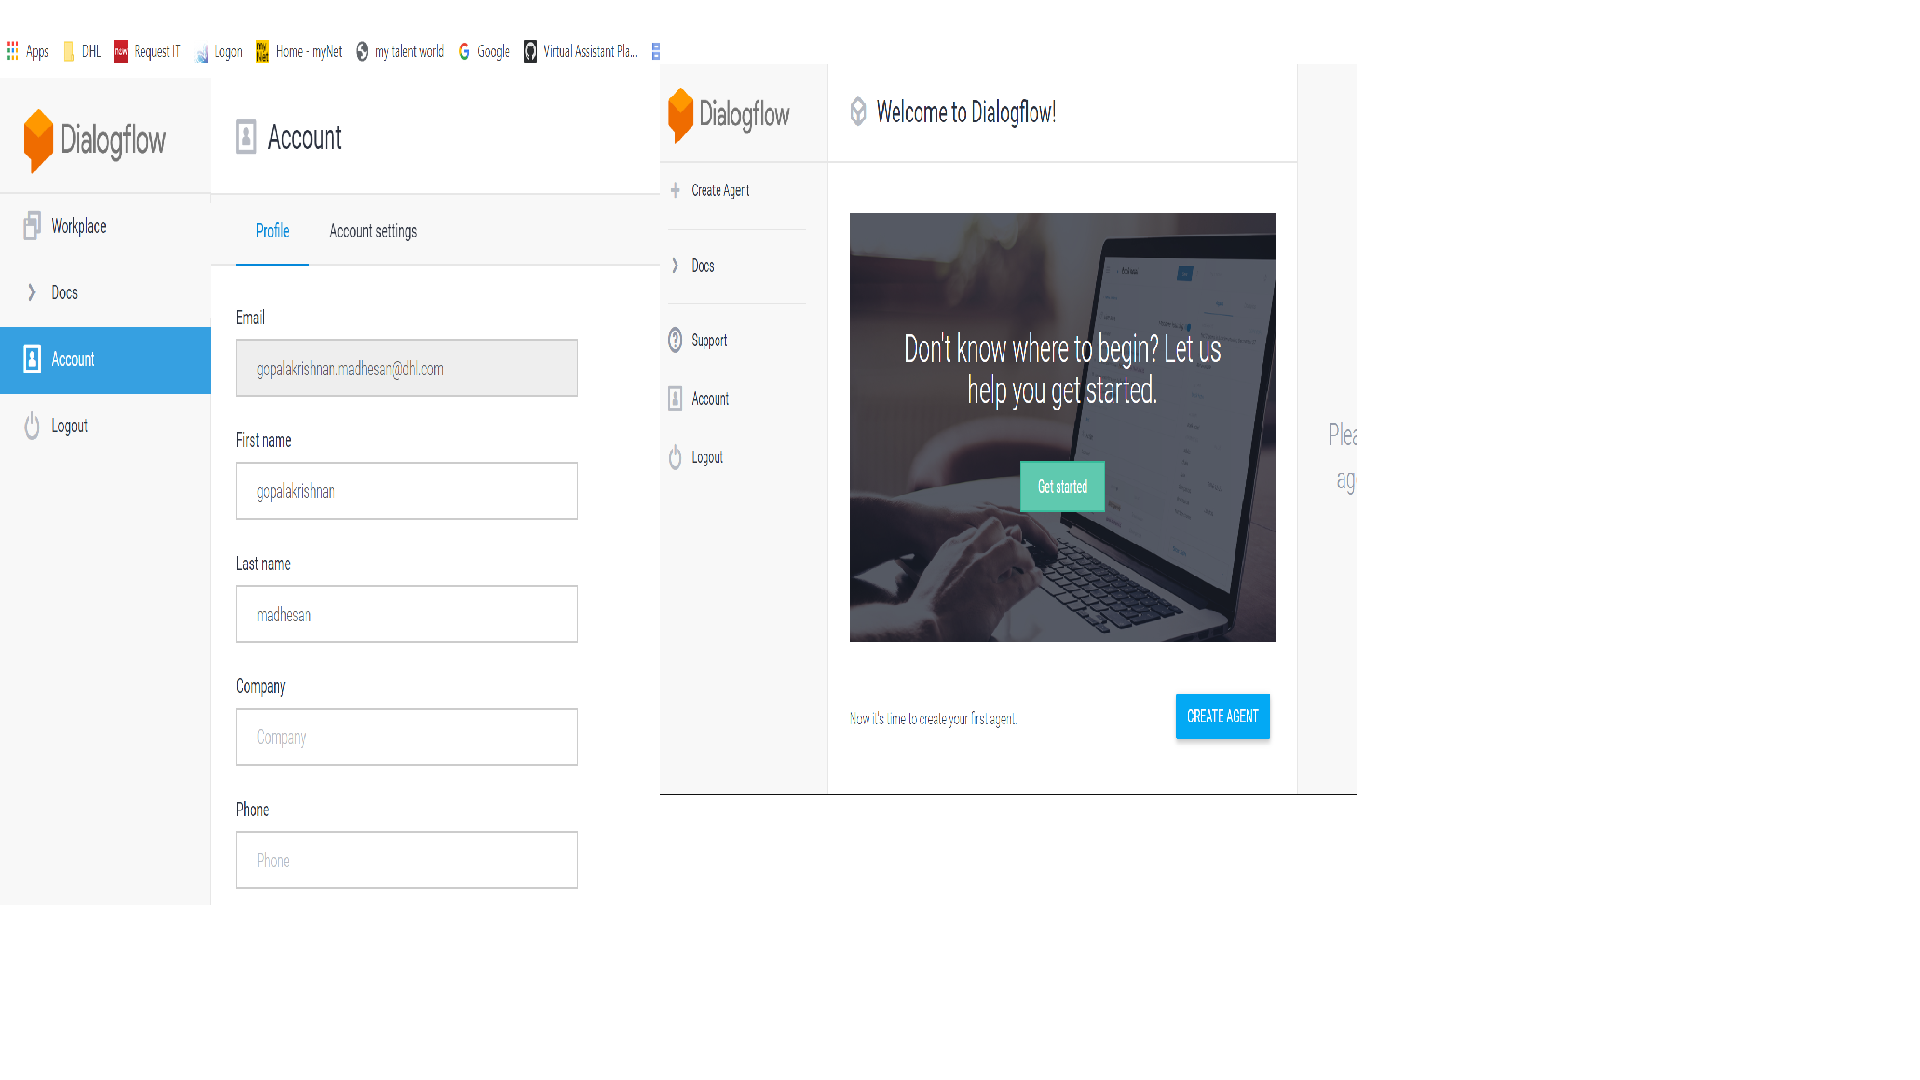 Apps DHL now Request IT Logon my Net Home - myNet my talent world Google Virtual Assistant Pla...
Dialogflow
Workplace
Docs
Account
Logout
Account
Profile Account settings
Email
gopalakrishnan.madhesan@dhl.com
First name
gopalakrishnan
Last name
madhesan
Company
Company
Phone
Phone
Dialogflow
Create Agent
Docs
Support
Account
Logout
Welcome to Dialogflow!
Don't know where to begin? Let us
help you get started.
Get started
Now it's time to create your first agent.
CREATE AGENT
Plea
ag